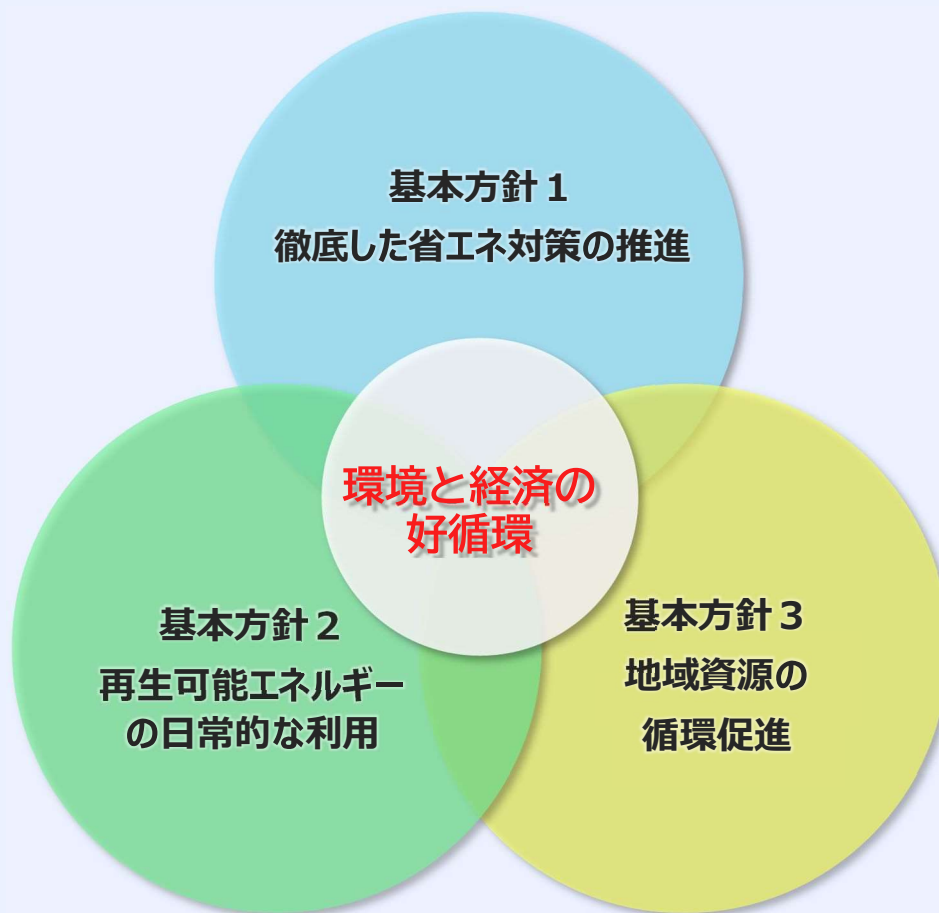 基本方針１
徹底した省エネ対策の推進
環境と経済の
好循環
基本方針２
再生可能エネルギー
の日常的な利用
基本方針３
地域資源の
循環促進